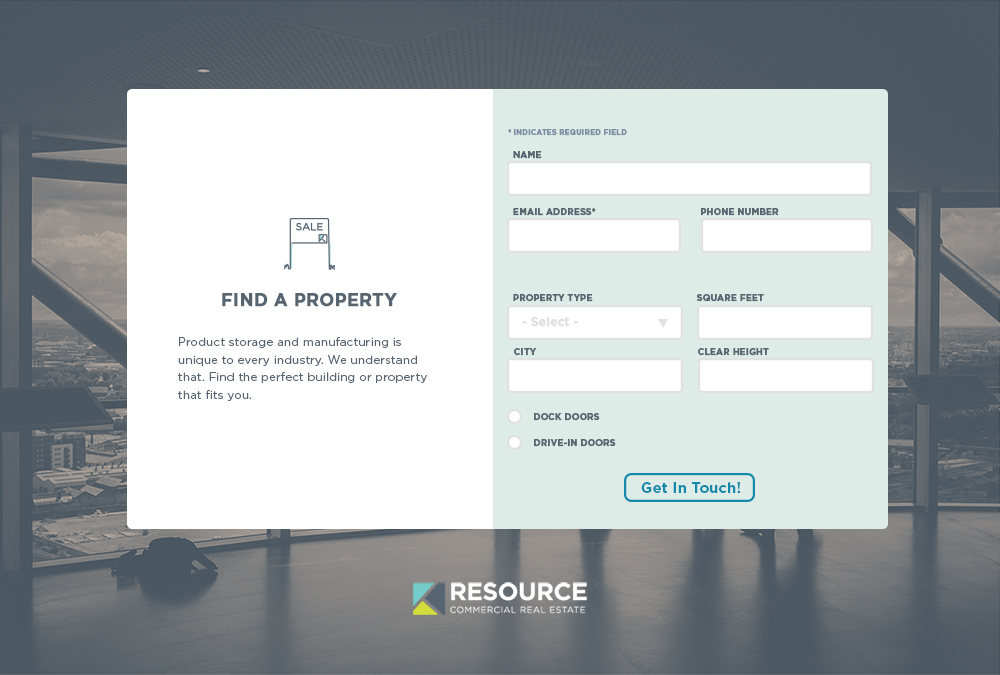 SALE
FIND A PROPERTY
Product storage and manufacturing is
unique to every industry. We understand
that. Find the perfect building or property
that fits you.
* INDICATES REQUIRED FIELD
NAME
EMAIL ADDRESS*
PHONE NUMBER
PROPERTY TYPE
SQUARE FEET
- Select -
CITY
CLEAR HEIGHT
DOCK DOORS
DRIVE-IN DOORS
Get In Touch!
RESOURCE
COMMERCIAL REAL ESTATE